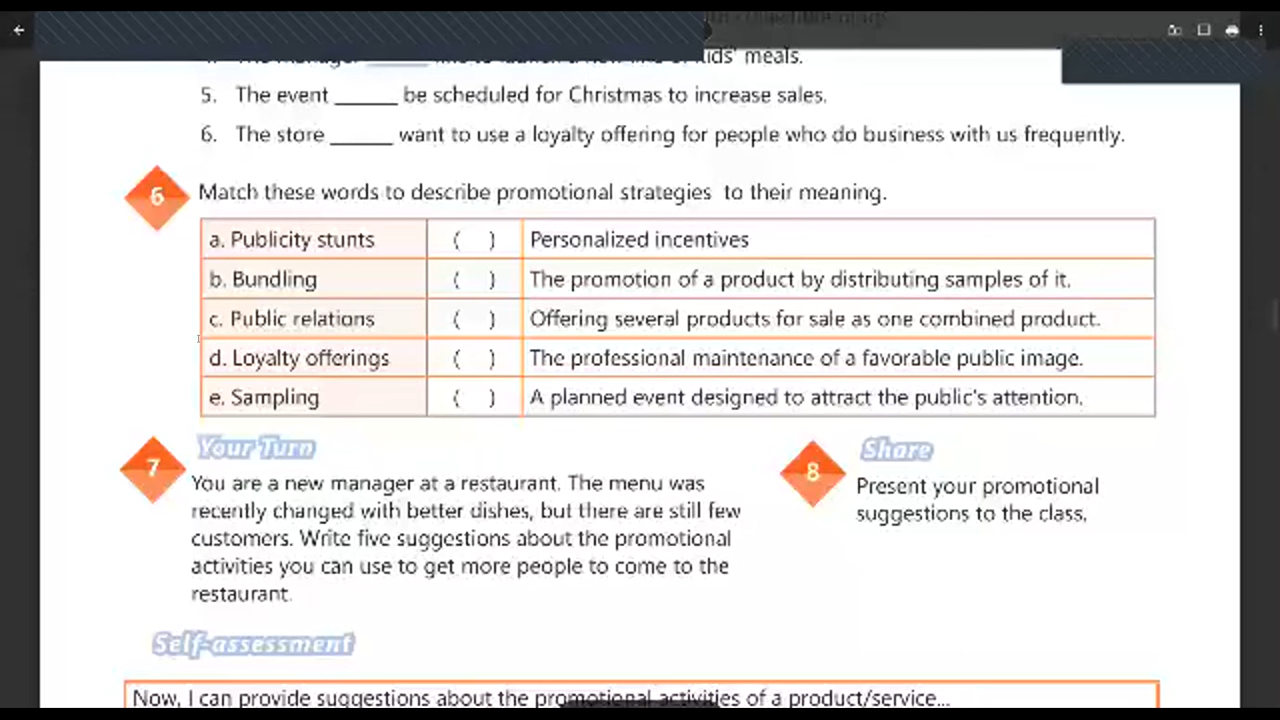 kids' meals.
5. The event ______ be scheduled for Christmas to increase sales.
6. The store ______ want to use a loyalty offering for people who do business with us frequently.
6 Match these words to describe promotional strategies to their meaning.
a. Publicity stunts ( ) Personalized incentives
b. Bundling ( ) The promotion of a product by distributing samples of it.
c. Public relations ( ) Offering several products for sale as one combined product.
d. Loyalty offerings ( ) The professional maintenance of a favorable public image.
e. Sampling ( ) A planned event designed to attract the public's attention.
7 Your Turn
You are a new manager at a restaurant. The menu was
recently changed with better dishes, but there are still few
customers. Write five suggestions about the promotional
activities you can use to get more people to come to the
restaurant.
8 Share
Present your promotional
suggestions to the class.
Self-assessment
Now, I can provide suggestions about the promotional activities of a product/service...